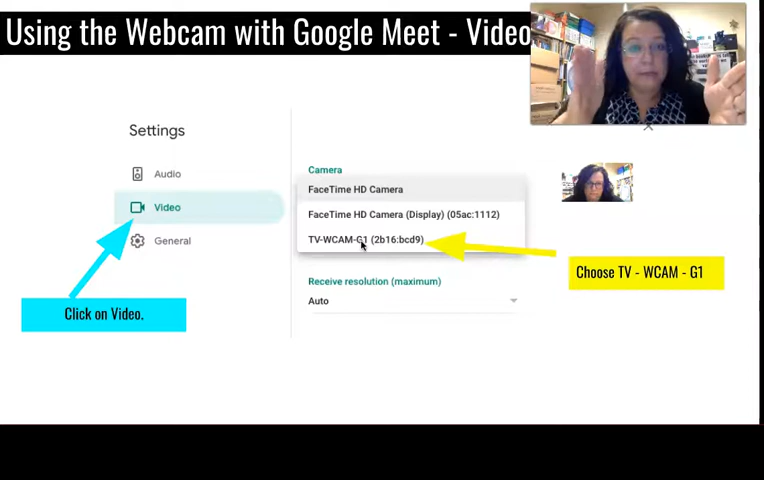 Using the Webcam with Google Meet - Video
Settings
Audio
Video
General
Camera
FaceTime HD Camera
FaceTime HD Camera (Display) (05ac:1112)
TV-WCAM-G1 (2b16:bcd9)
Receive resolution (maximum)
Auto
Click on Video.
Choose TV - WCAM - G1